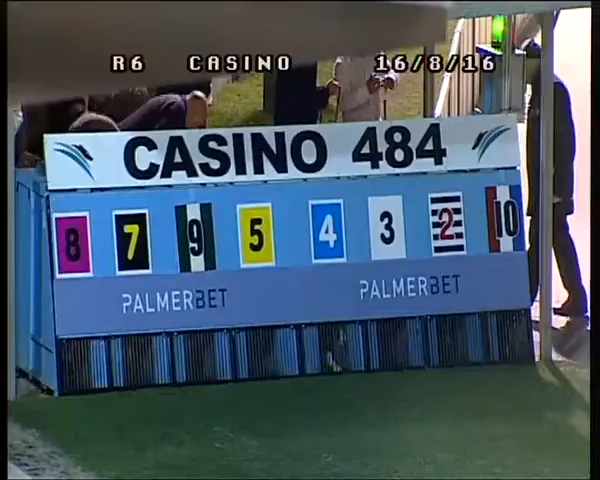 R6 CASINO 16/8/16
CASINO 484
8 7 9 5 4 3 2 10
PALMERBET PALMERBET